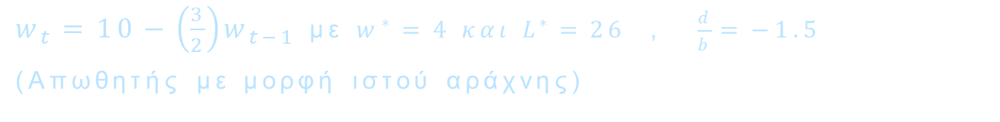 w_t = 10 − (3/2)w_{t−1} με w* = 4 και L* = 26 , d/b = −1.5
(Απωθητής με μορφή ιστού αράχνης)